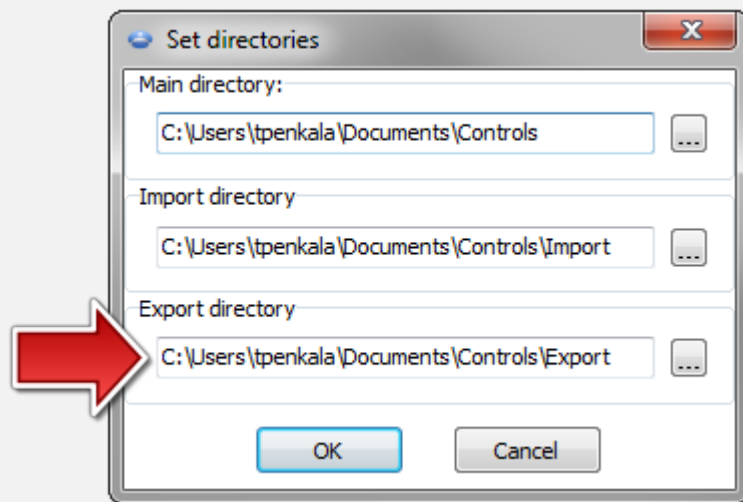 Set directories
Main directory:
C:\Users\tpenkala\Documents\Controls
...
Import directory
C:\Users\tpenkala\Documents\Controls\Import
...
Export directory
C:\Users\tpenkala\Documents\Controls\Export
...
OK
Cancel